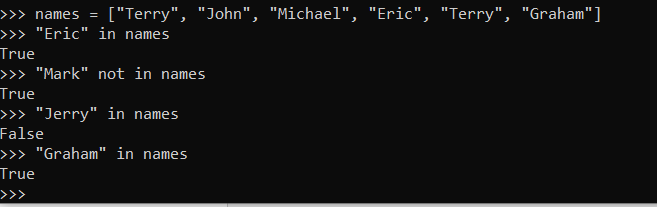 >>> names = ["Terry", "John", "Michael", "Eric", "Terry", "Graham"]
>>> "Eric" in names
True
>>> "Mark" not in names
True
>>> "Jerry" in names
False
>>> "Graham" in names
True
>>>